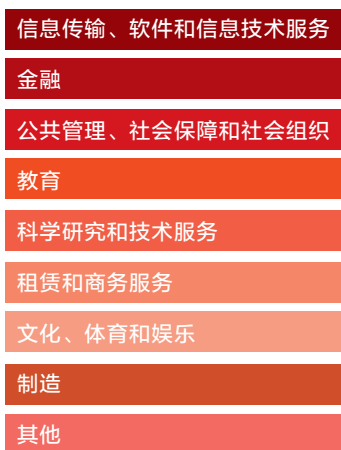 信息传输、软件和信息技术服务
金融
公共管理、社会保障和社会组织
教育
科学研究和技术服务
租赁和商务服务
文化、体育和娱乐
制造
其他